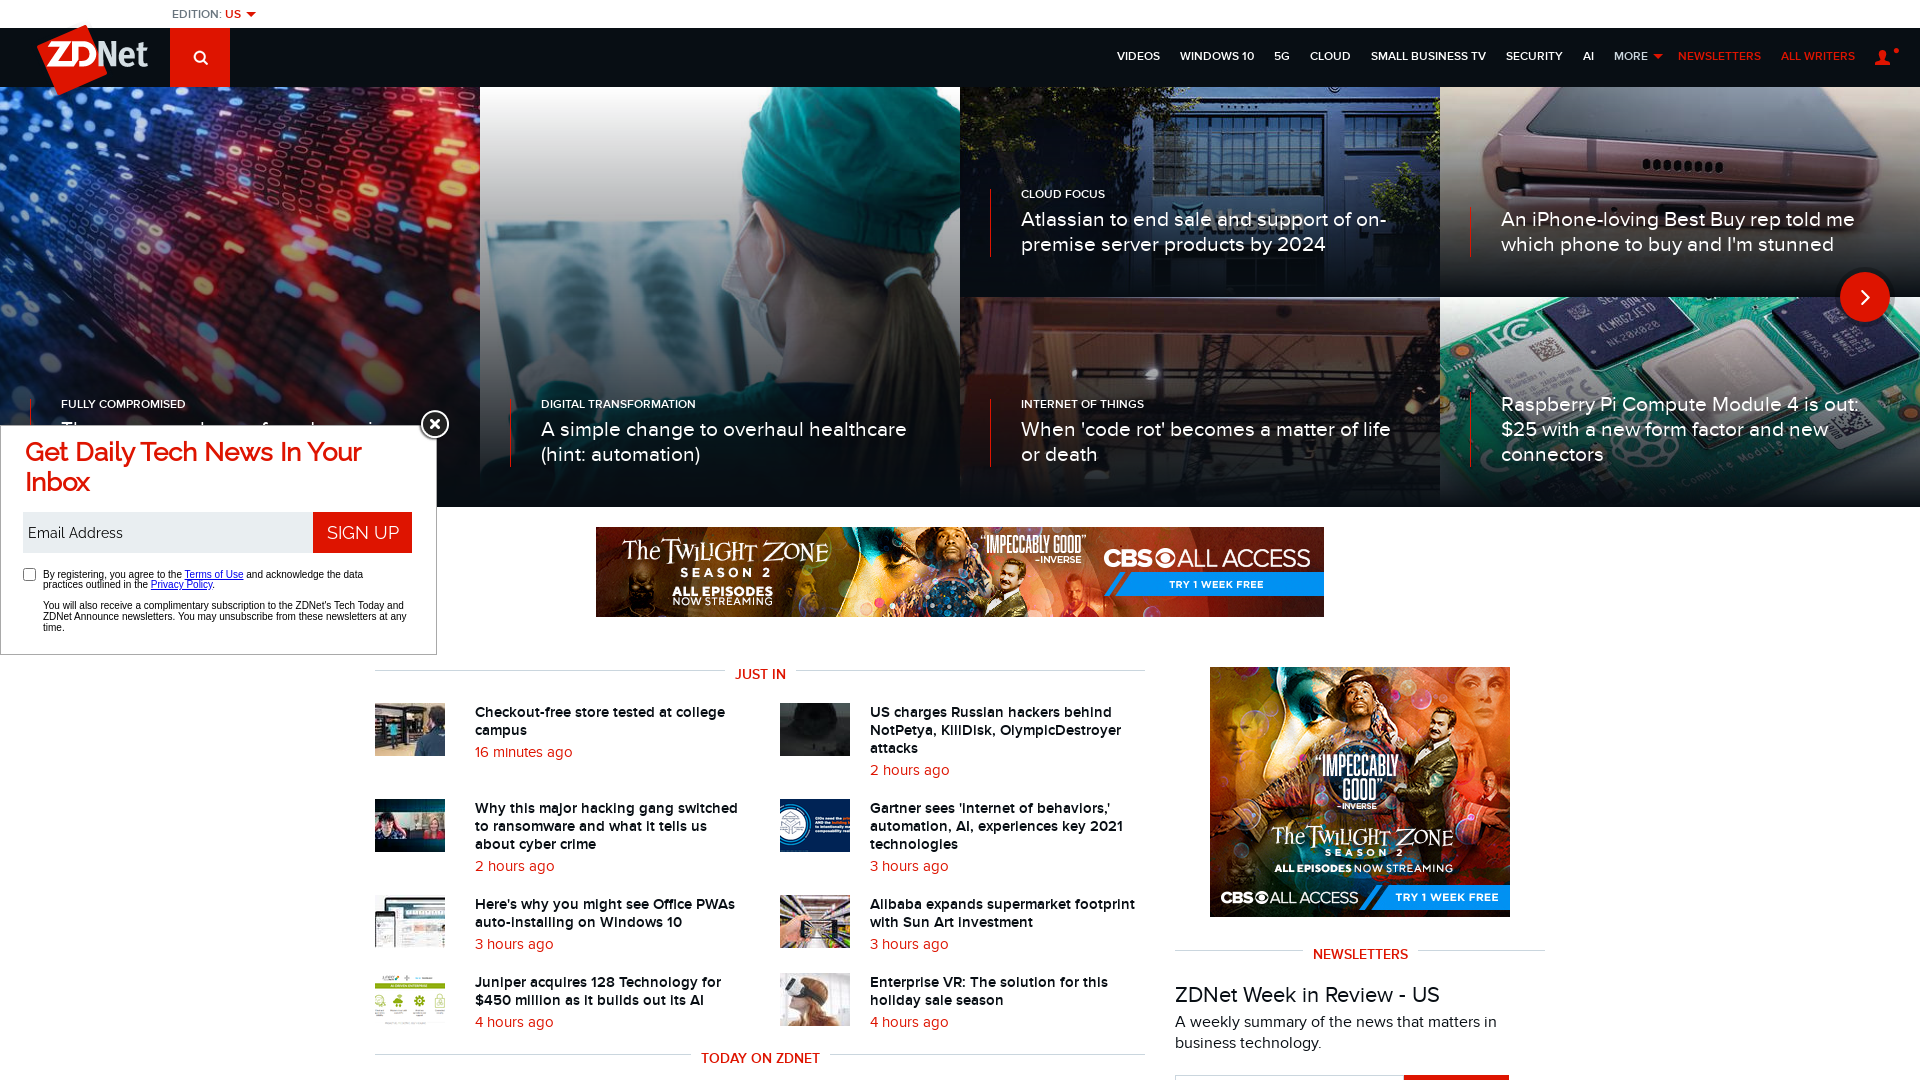 EDITION: US
ZDNet
VIDEOS
WINDOWS 10
5G
CLOUD
SMALL BUSINESS TV
SECURITY
AI
MORE
NEWSLETTERS
ALL WRITERS
FULLY COMPROMISED
DIGITAL TRANSFORMATION
A simple change to overhaul healthcare
(hint: automation)
CLOUD FOCUS
Atlassian to end sale and support of on-
premise server products by 2024
INTERNET OF THINGS
When 'code rot' becomes a matter of life
or death
An iPhone-loving Best Buy rep told me
which phone to buy and I'm stunned
Raspberry Pi Compute Module 4 is out:
$25 with a new form factor and new
connectors
Get Daily Tech News In Your
Inbox
Email Address
SIGN UP
By registering, you agree to the Terms of Use and acknowledge the data
practices outlined in the Privacy Policy.
You will also receive a complimentary subscription to the ZDNet's Tech Today and
ZDNet Announce newsletters. You may unsubscribe from these newsletters at any
time.
The TWILIGHT ZONE
SEASON 2
ALL EPISODES
NOW STREAMING
"IMPECCABLY GOOD"
–INVERSE
CBS ALL ACCESS
TRY 1 WEEK FREE
JUST IN
Checkout-free store tested at college
campus
16 minutes ago
US charges Russian hackers behind
NotPetya, KillDisk, OlympicDestroyer
attacks
2 hours ago
Why this major hacking gang switched
to ransomware and what it tells us
about cyber crime
2 hours ago
Gartner sees 'internet of behaviors,'
automation, AI, experiences key 2021
technologies
3 hours ago
Here's why you might see Office PWAs
auto-installing on Windows 10
3 hours ago
Alibaba expands supermarket footprint
with Sun Art investment
3 hours ago
Juniper acquires 128 Technology for
$450 million as it builds out its AI
4 hours ago
Enterprise VR: The solution for this
holiday sale season
4 hours ago
TODAY ON ZDNET
"IMPECCABLY
GOOD"
–INVERSE
The TWILIGHT ZONE
SEASON 2
ALL EPISODES NOW STREAMING
CBS ALL ACCESS
TRY 1 WEEK FREE
NEWSLETTERS
ZDNet Week in Review - US
A weekly summary of the news that matters in
business technology.